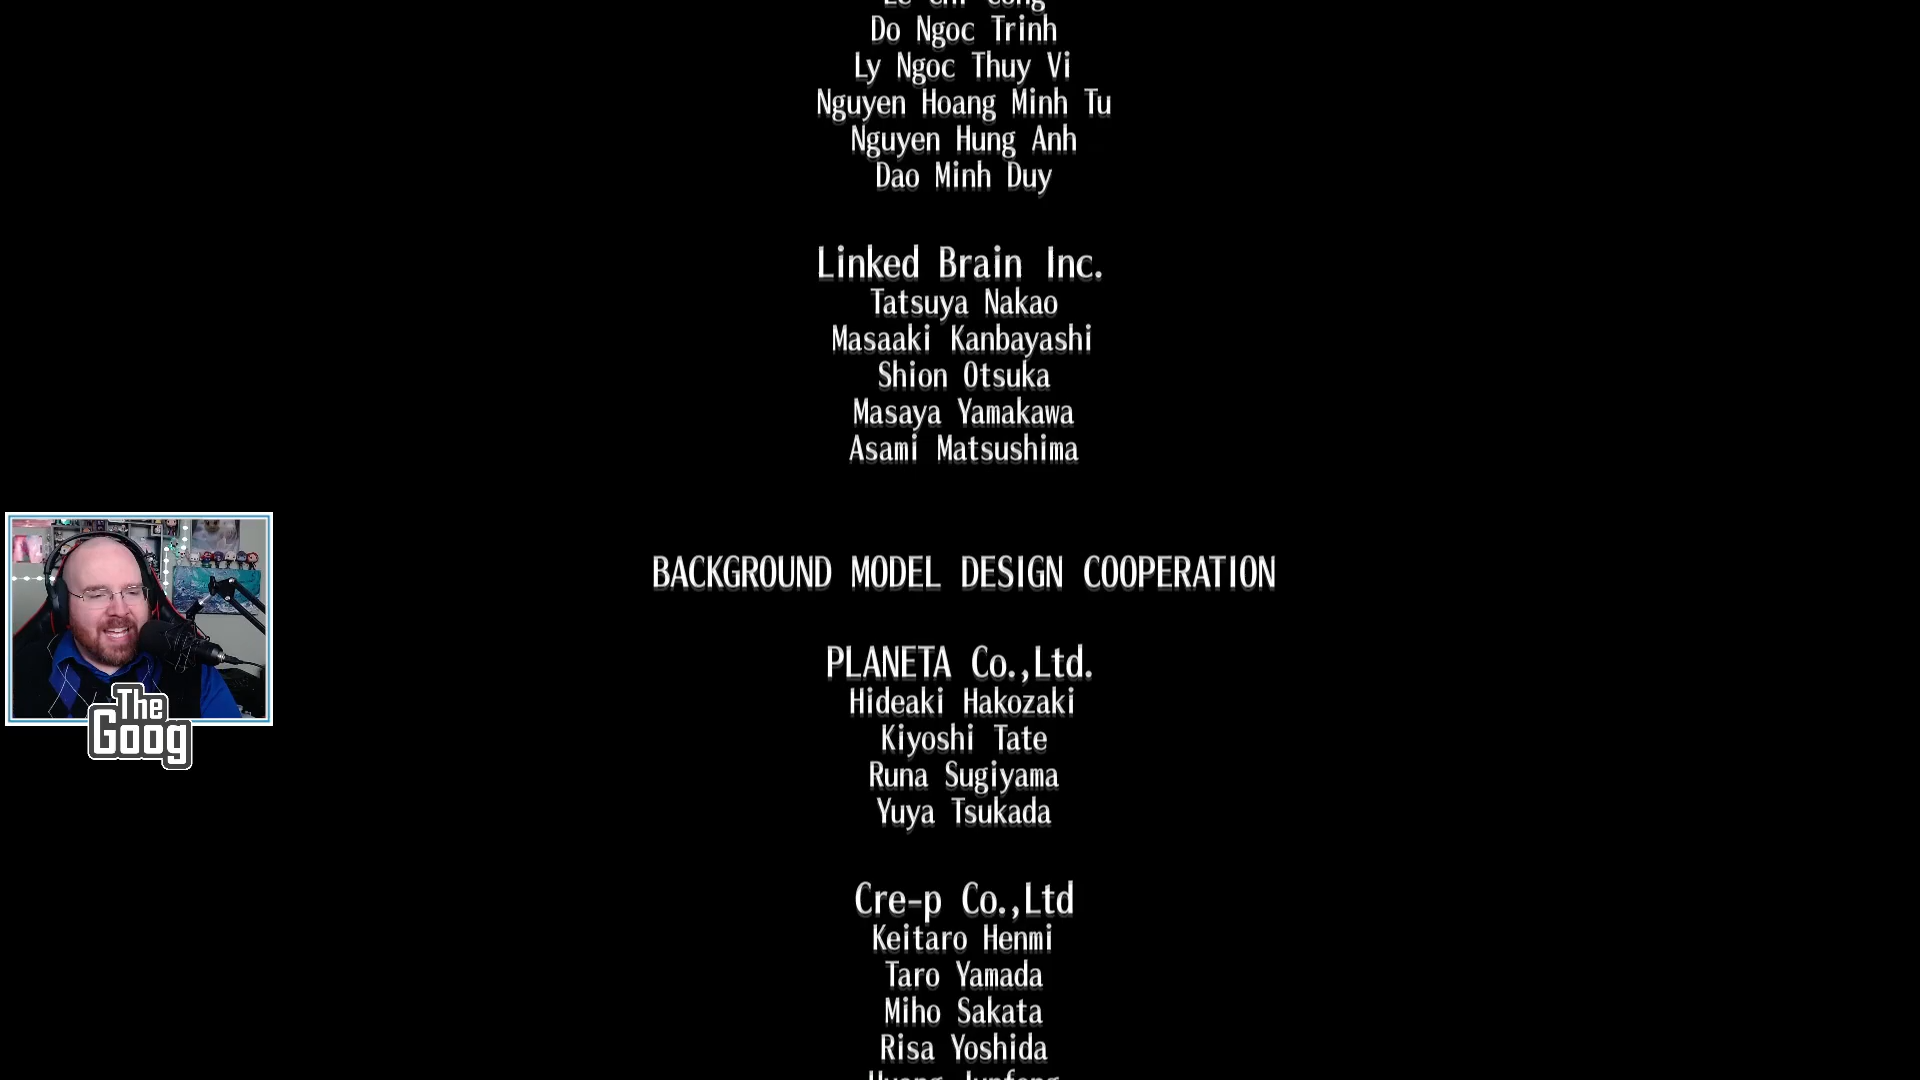 Do Ngoc Trinh
Ly Ngoc Thuy Vi
Nguyen Hoang Minh Tu
Nguyen Hung Anh
Dao Minh Duy
Linked Brain Inc.
Tatsuya Nakao
Masaaki Kanbayashi
Shion Otsuka
Masaya Yamakawa
Asami Matsushima
BACKGROUND MODEL DESIGN COOPERATION
PLANETA Co.,Ltd.
Hideaki Hakozaki
Kiyoshi Tate
Runa Sugiyama
Yuya Tsukada
Cre-p Co.,Ltd
Keitaro Henmi
Taro Yamada
Miho Sakata
Risa Yoshida
The
Goog